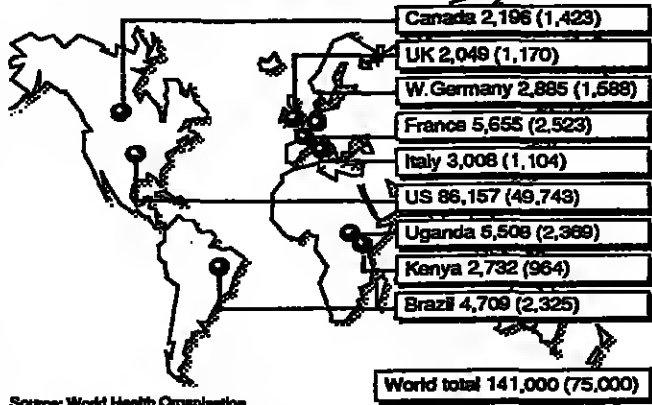 Canada 2,196 (1,423)
UK 2,049 (1,170)
W.Germany 2,885 (1,588)
France 5,655 (2,523)
Italy 3,008 (1,104)
US 86,157 (49,743)
Uganda 5,508 (2,369)
Kenya 2,732 (964)
Brazil 4,709 (2,325)
World total 141,000 (75,000)
Source: World Health Organisation